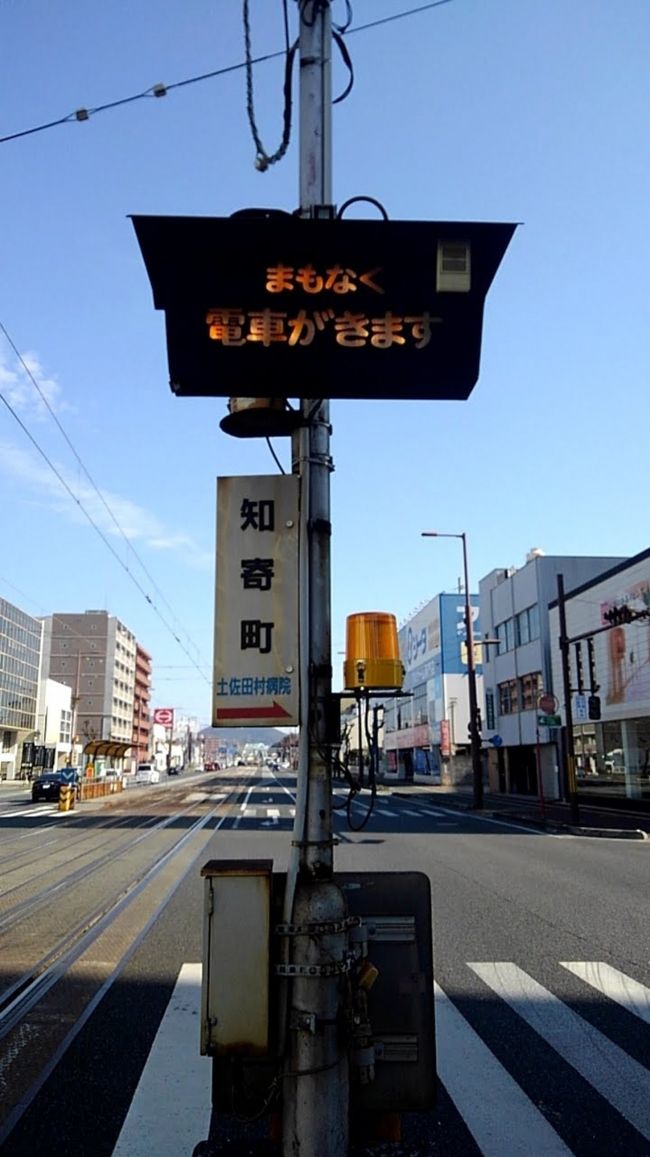 まもなく
電車がきます
知寄町
土佐田村病院